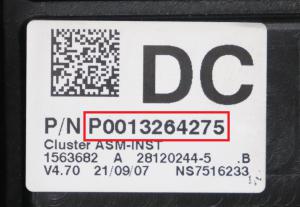 DC
P/N P0013264275
Cluster ASM-INST
1563682 A 28120244-5 .B
V4.70 21/09/07 NS7516233